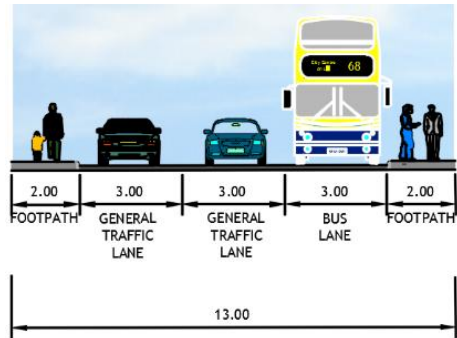 68
2.00 3.00 3.00 3.00 2.00
FOOTPATH GENERAL TRAFFIC LANE GENERAL TRAFFIC LANE BUS LANE FOOTPATH
13.00